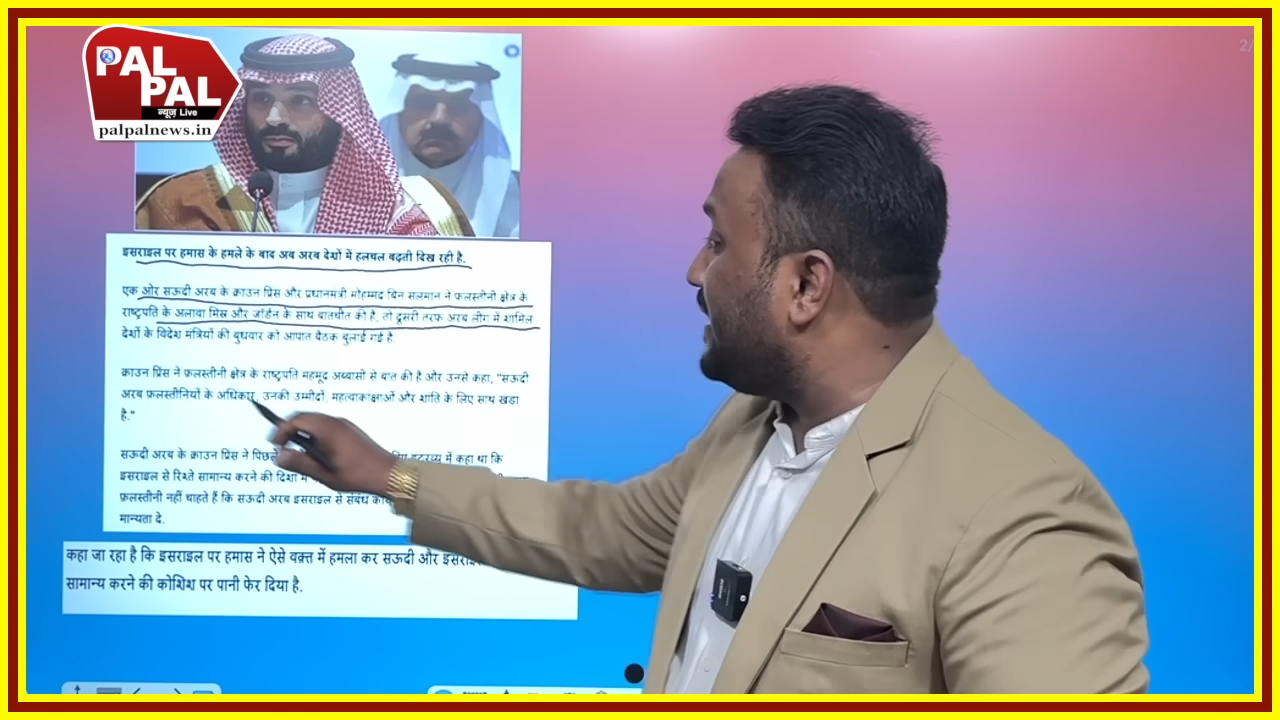 PAL
PAL
न्यूज़ Live
palpalnews.in
2/
इसराइल पर हमास के हमले के बाद अब अरब देशों में हलचल बढ़ती दिख रही है.
एक ओर सऊदी अरब के क्राउन प्रिंस और प्रधानमंत्री मोहम्मद बिन सलमान ने फ़लस्तीनी क्षेत्र के
राष्ट्रपति के अलावा मिस्र और जॉर्डन के साथ बातचीत की है, तो दूसरी तरफ अरब लीग में शामिल
देशों के विदेश मंत्रियों की बुधवार को आपात बैठक बुलाई गई है.
क्राउन प्रिंस ने फ़लस्तीनी क्षेत्र के राष्ट्रपति महमूद अब्बासी से बात की है और उनसे कहा, "सऊदी
अरब फ़लस्तीनियों के अधिकार, उनकी उम्मीदों, महत्वाकांक्षाओं और शांति के लिए साथ खड़ा
है."
सऊदी अरब के क्राउन प्रिंस ने पिछले इंटरव्यू में कहा था कि
इसराइल से रिश्ते सामान्य करने की दिशा में
फ़लस्तीनी नहीं चाहते हैं कि सऊदी अरब इसराइल से संबंध
मान्यता दे.
कहा जा रहा है कि इसराइल पर हमास ने ऐसे वक़्त में हमला कर सऊदी और
सामान्य करने की कोशिश पर पानी फेर दिया है.